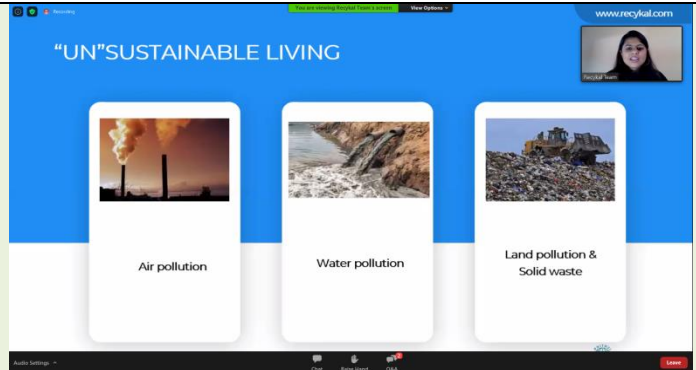 Recording
You are viewing Recykal Team's screen
View Options
www.recykal.com
"UN"SUSTAINABLE LIVING
Recykal Team
Air pollution
Water pollution
Land pollution &
Solid waste
Audio Settings
Chat
Raise Hand
Q&A
Leave